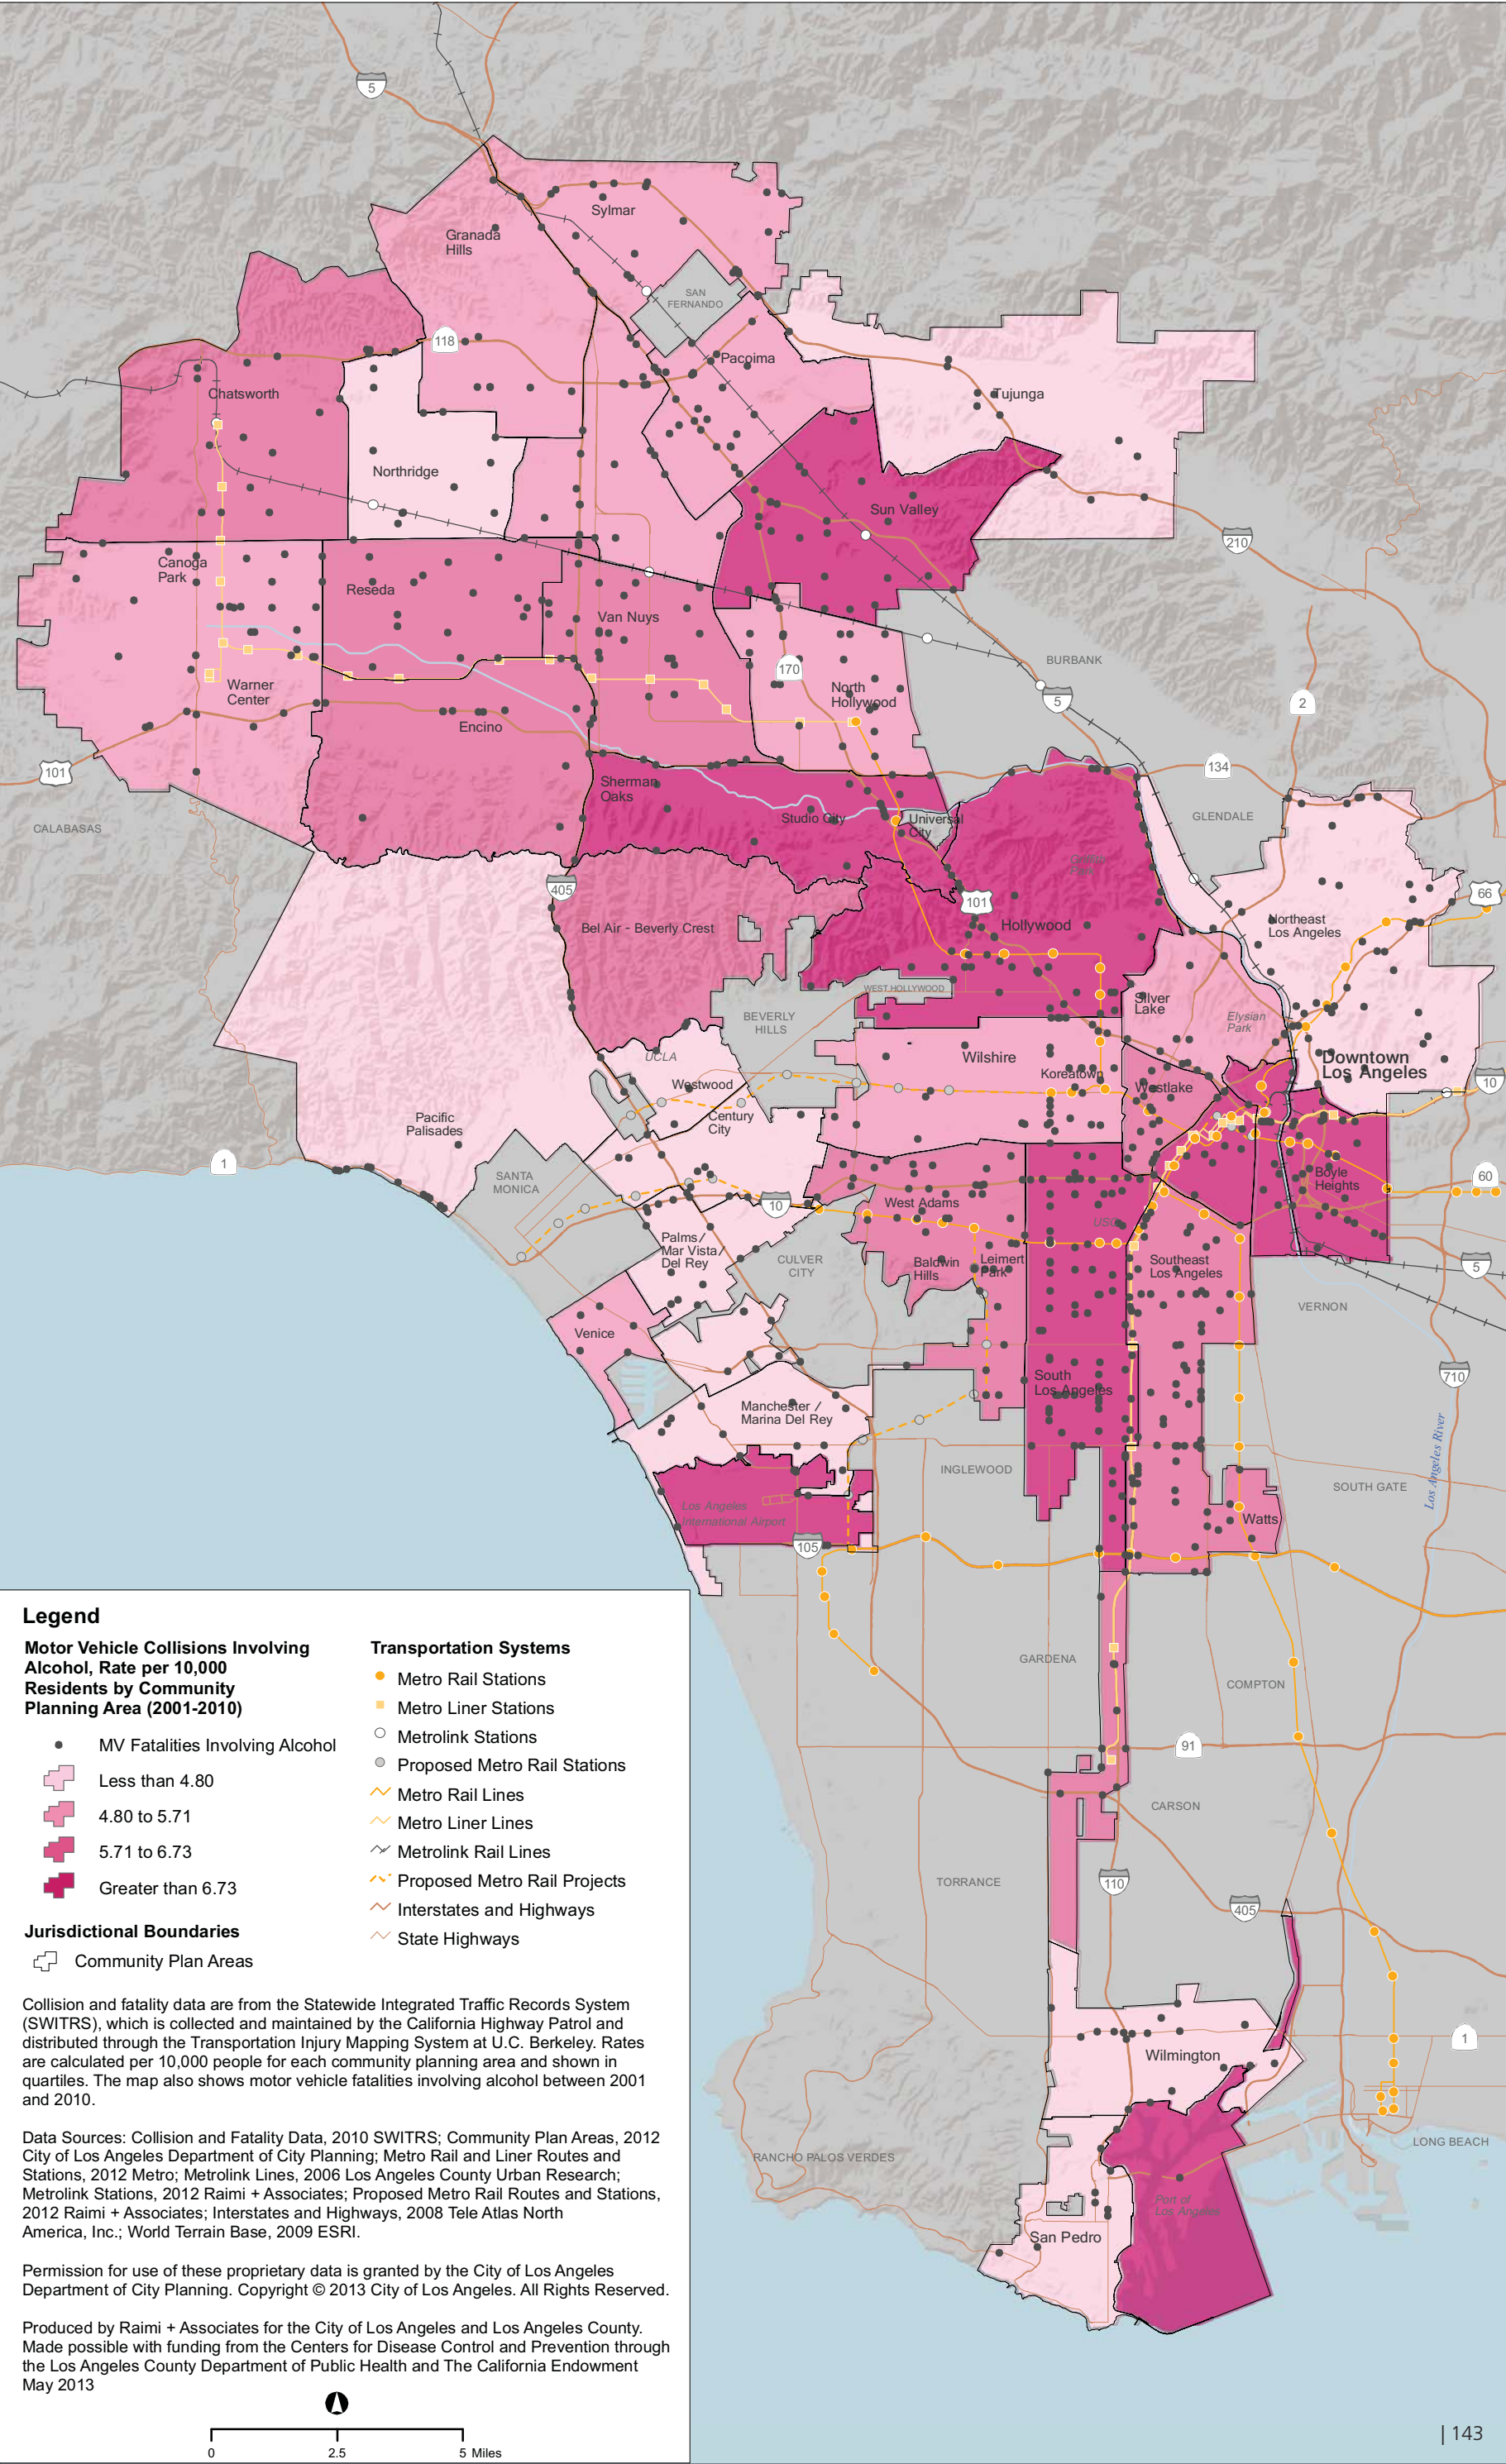 5
Sylmar
Granada
Hills
SAN
FERNANDO
118
Pacoima
Chatsworth
Tujunga
Northridge
Sun Valley
210
Canoga
Park
Reseda
Van Nuys
BURBANK
170
2
5
Warner
Center
North
Hollywood
Encino
101
134
Sherman
Oaks
CALABASAS
Studio City
Universal
City
GLENDALE
Griffith
Park
405
101
66
Bel Air - Beverly Crest
Hollywood
Northeast
Los Angeles
WEST HOLLYWOOD
Silver
Lake
BEVERLY
HILLS
Elysian
Park
UCLA
Wilshire
Downtown
Los Angeles
Koreatown
10
Westwood
Westlake
Century
City
Pacific
Palisades
1
SANTA
MONICA
Boyle
Heights
60
10
West Adams
USC
Palms/
Mar Vista/
Del Rey
CULVER
CITY
Baldwin
Hills
Leimert
Park
Southeast
Los Angeles
5
VERNON
Venice
710
South
Los Angeles
Manchester /
Marina Del Rey
INGLEWOOD
SOUTH GATE
Los Angeles River
Los Angeles
International Airport
Watts
105
GARDENA
COMPTON
91
CARSON
TORRANCE
110
405
1
Wilmington
RANCHO PALOS VERDES
LONG BEACH
Port of
Los Angeles
San Pedro
Legend
Motor Vehicle Collisions Involving
Alcohol, Rate per 10,000
Residents by Community
Planning Area (2001-2010)
MV Fatalities Involving Alcohol
Less than 4.80
4.80 to 5.71
5.71 to 6.73
Greater than 6.73
Jurisdictional Boundaries
Community Plan Areas
Transportation Systems
Metro Rail Stations
Metro Liner Stations
Metrolink Stations
Proposed Metro Rail Stations
Metro Rail Lines
Metro Liner Lines
Metrolink Rail Lines
Proposed Metro Rail Projects
Interstates and Highways
State Highways
Collision and fatality data are from the Statewide Integrated Traffic Records System
(SWITRS), which is collected and maintained by the California Highway Patrol and
distributed through the Transportation Injury Mapping System at U.C. Berkeley. Rates
are calculated per 10,000 people for each community planning area and shown in
quartiles. The map also shows motor vehicle fatalities involving alcohol between 2001
and 2010.
Data Sources: Collision and Fatality Data, 2010 SWITRS; Community Plan Areas, 2012
City of Los Angeles Department of City Planning; Metro Rail and Liner Routes and
Stations, 2012 Metro; Metrolink Lines, 2006 Los Angeles County Urban Research;
Metrolink Stations, 2012 Raimi + Associates; Proposed Metro Rail Routes and Stations,
2012 Raimi + Associates; Interstates and Highways, 2008 Tele Atlas North
America, Inc.; World Terrain Base, 2009 ESRI.
Permission for use of these proprietary data is granted by the City of Los Angeles
Department of City Planning. Copyright © 2013 City of Los Angeles. All Rights Reserved.
Produced by Raimi + Associates for the City of Los Angeles and Los Angeles County.
Made possible with funding from the Centers for Disease Control and Prevention through
the Los Angeles County Department of Public Health and The California Endowment
May 2013
0 2.5 5 Miles
| 143